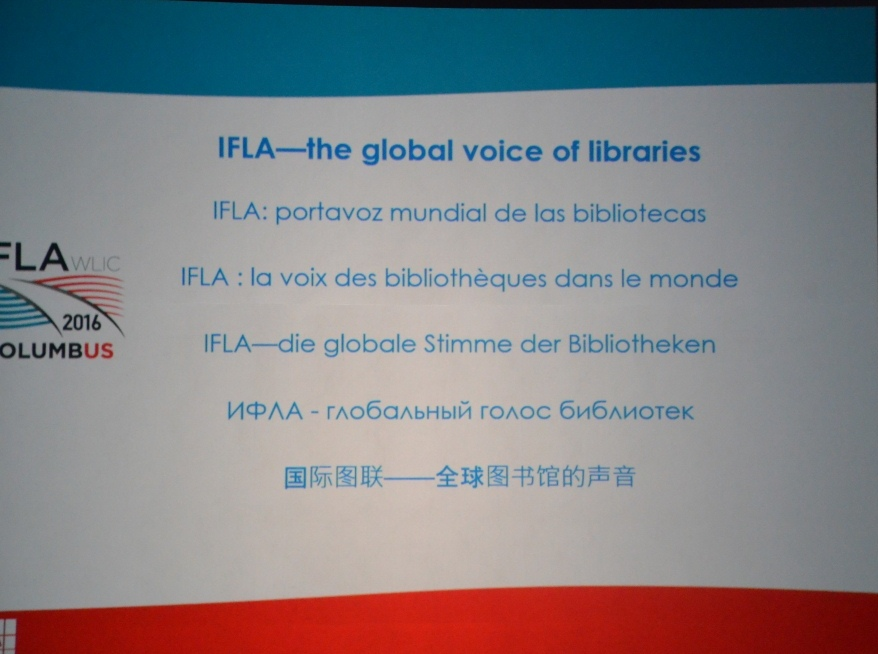 IFLA—the global voice of libraries
IFLA: portavoz mundial de las bibliotecas
IFLA : la voix des bibliothèques dans le monde
IFLA—die globale Stimme der Bibliotheken
ИФЛА - глобальный голос библиотек
国际图联——全球图书馆的声音
FLA WLIC
2016
OLUMBUS